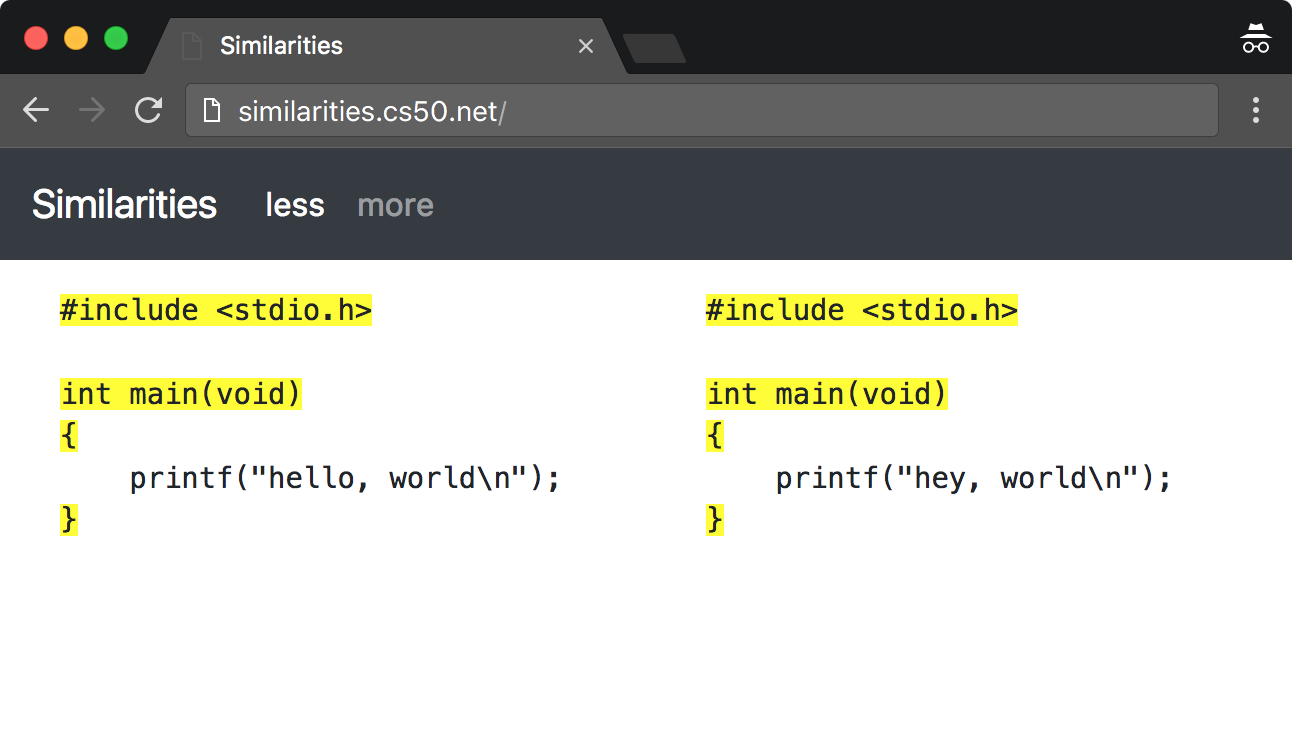 Similarities
similarities.cs50.net/
Similarities less more
#include <stdio.h>
int main(void)
{
    printf("hello, world\n");
}
#include <stdio.h>
int main(void)
{
    printf("hey, world\n");
}